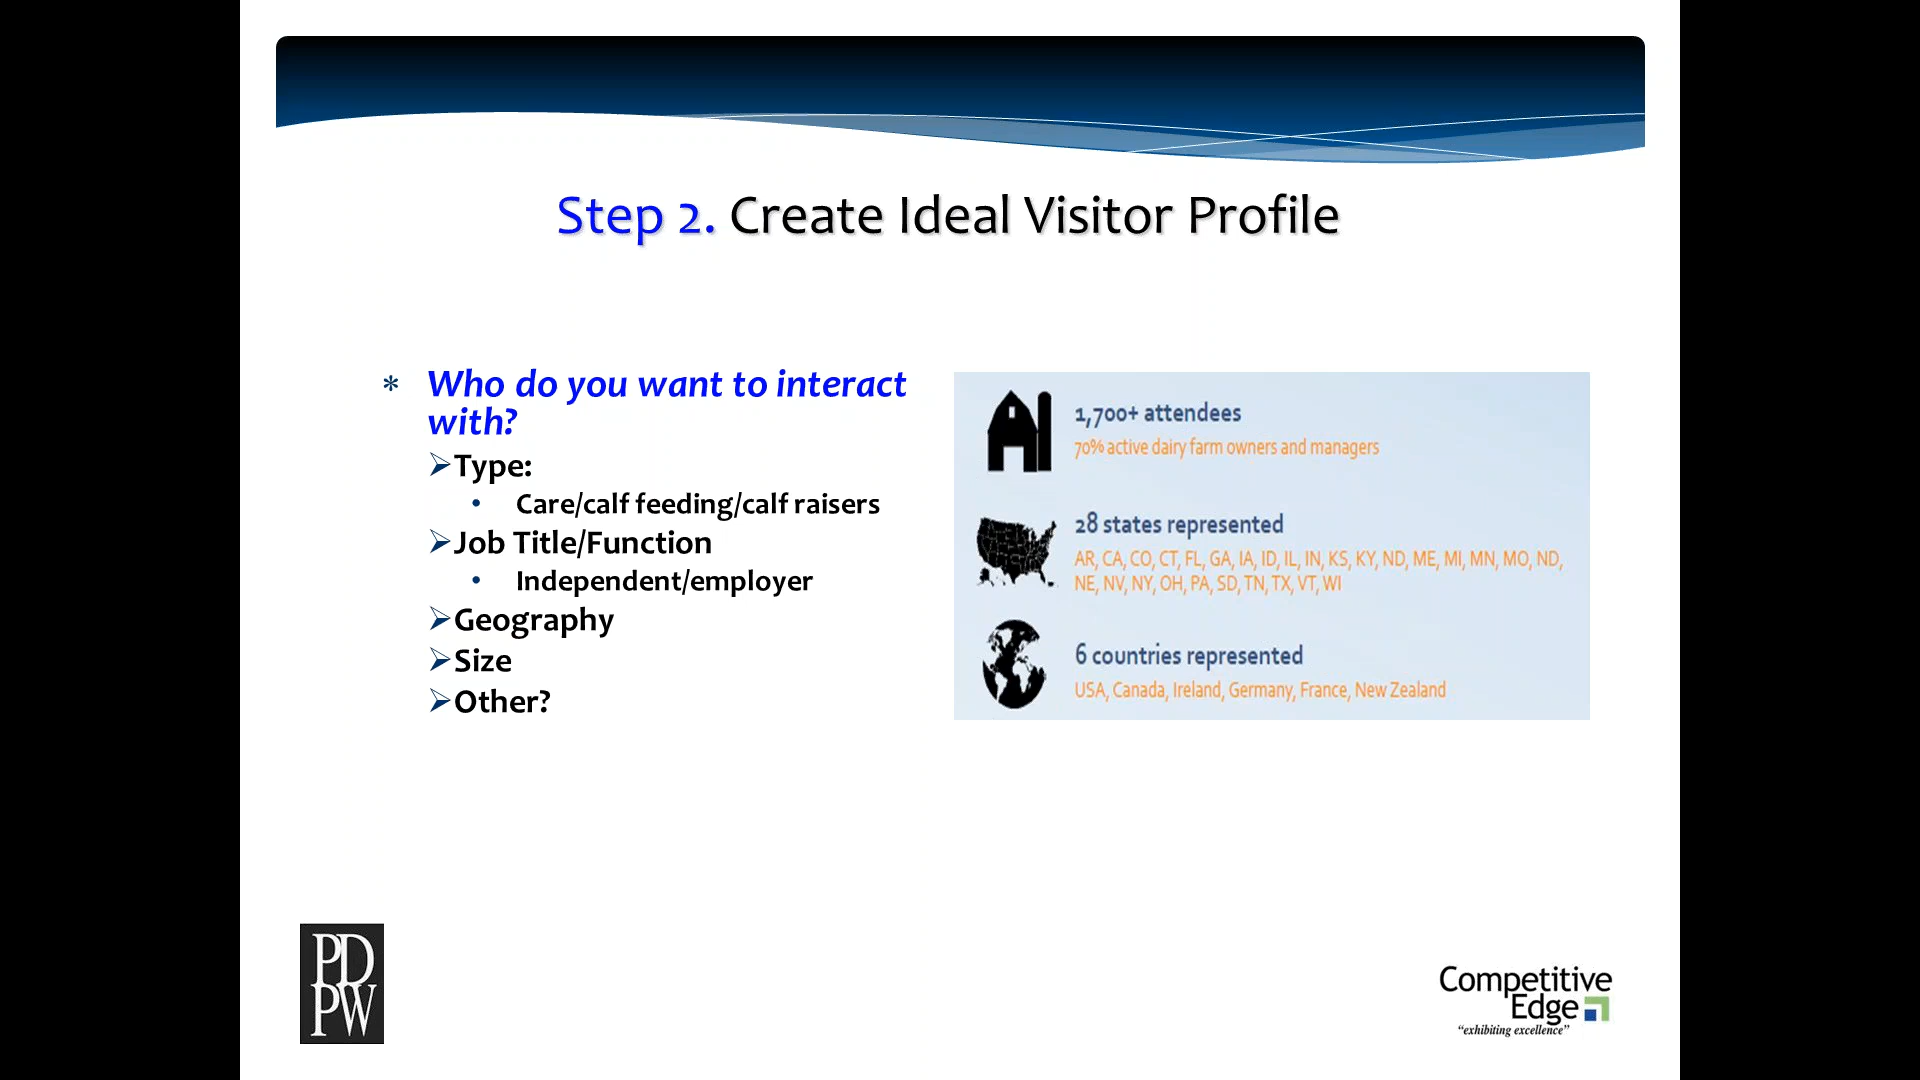 Step 2. Create Ideal Visitor Profile
* Who do you want to interact
with?
➢Type:
• Care/calf feeding/calf raisers
➢Job Title/Function
• Independent/employer
➢Geography
➢Size
➢Other?
1,700+ attendees
70% active dairy farm owners and managers
28 states represented
AR, CA, CO, CT, FL, GA, IA, ID, IL, IN, KS, KY, ND, ME, MI, MN, MO, ND,
NE, NV, NY, OH, PA, SD, TN, TX, VT, WI
6 countries represented
USA, Canada, Ireland, Germany, France, New Zealand
PD
PW
Competitive
Edge
"exhibiting excellence"